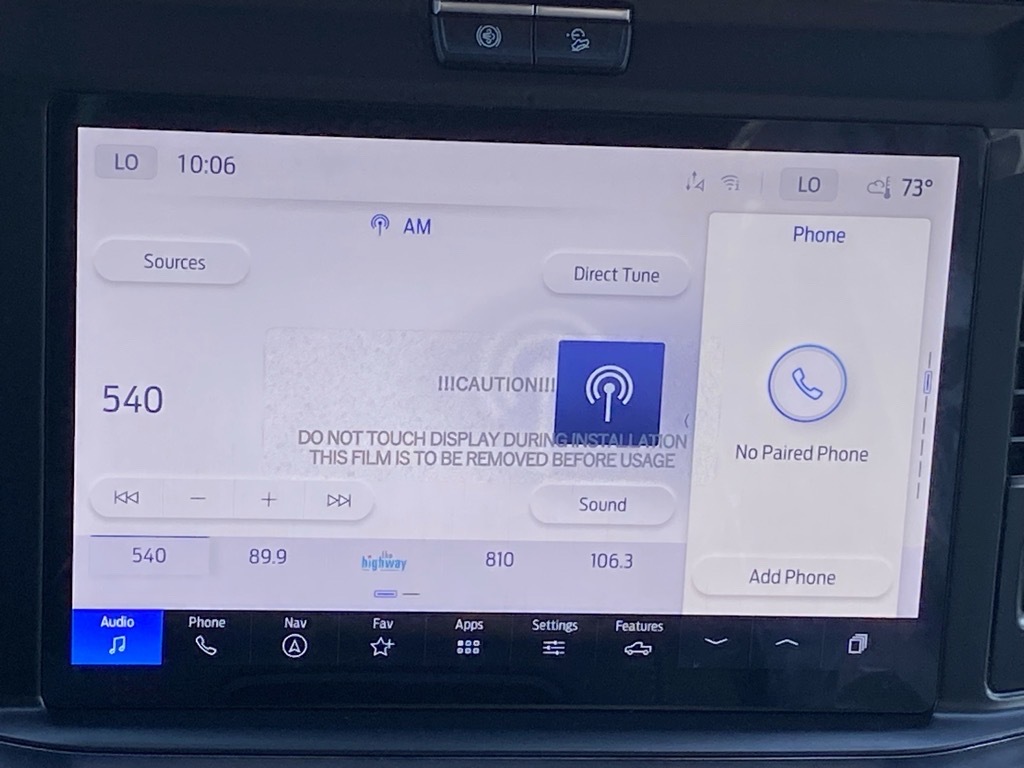 LO 10:06 LO 73°
AM
Phone
Sources
Direct Tune
540
!!!CAUTION!!!
DO NOT TOUCH DISPLAY DURING INSTALLATION
THIS FILM IS TO BE REMOVED BEFORE USAGE
No Paired Phone
Sound
540 89.9 the highway 810 106.3
Add Phone
Audio Phone Nav Fav Apps Settings Features